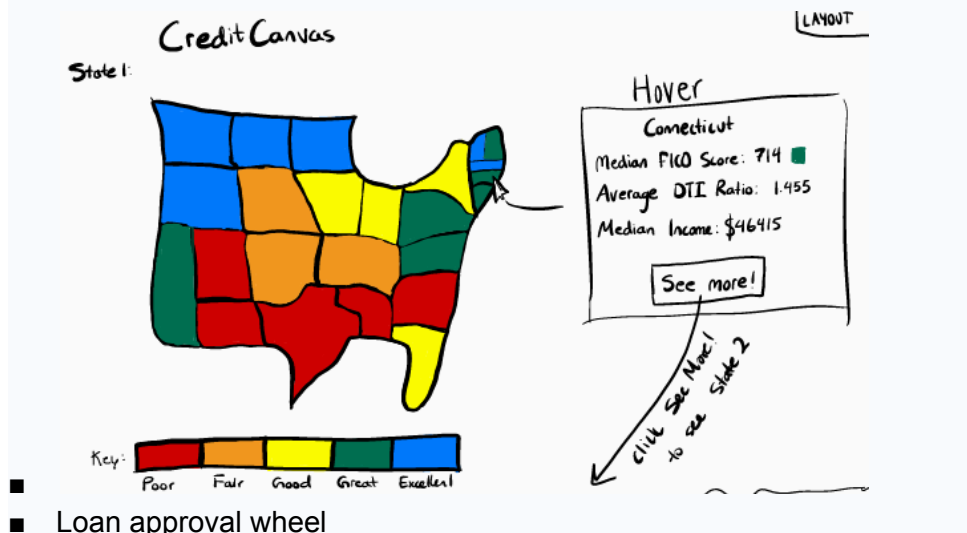 LAYOUT
Credit Canvas
State 1:
Hover
Connecticut
Median FICO Score: 714
Average DTI Ratio: 1.455
Median Income: $46415
See more!
Click See More!
to see State 2
Key:
Poor Fair Good Great Excellent
Loan approval wheel